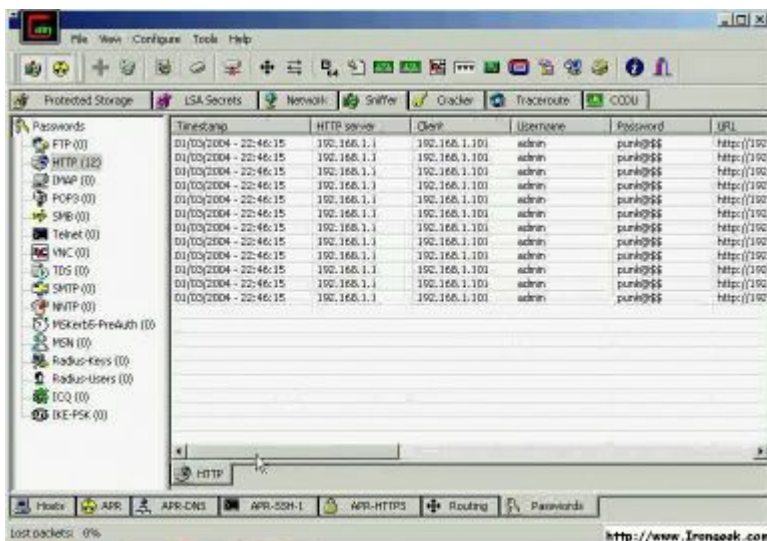 Cain
File View Configure Tools Help
Protected Storage LSA Secrets Network Sniffer Cracker Traceroute CCDU
Passwords
FTP (0)
HTTP (12)
IMAP (0)
POP3 (0)
SMB (0)
Telnet (0)
VNC (0)
TDS (0)
SMTP (0)
NNTP (0)
MSKerb5-PreAuth (0)
MSN (0)
Radius-Keys (0)
Radius-Users (0)
ICQ (0)
IKE-PSK (0)
Timestamp HTTP server Client Username Password URL
01/03/2004 - 22:46:15 192.168.1.1 192.168.1.101 admin punk@$$ http://192
01/03/2004 - 22:46:15 192.168.1.1 192.168.1.101 admin punk@$$ http://192
01/03/2004 - 22:46:15 192.168.1.1 192.168.1.101 admin punk@$$ http://192
01/03/2004 - 22:46:15 192.168.1.1 192.168.1.101 admin punk@$$ http://192
01/03/2004 - 22:46:15 192.168.1.1 192.168.1.101 admin punk@$$ http://192
01/03/2004 - 22:46:15 192.168.1.1 192.168.1.101 admin punk@$$ http://192
01/03/2004 - 22:46:15 192.168.1.1 192.168.1.101 admin punk@$$ http://192
01/03/2004 - 22:46:15 192.168.1.1 192.168.1.101 admin punk@$$ http://192
01/03/2004 - 22:46:15 192.168.1.1 192.168.1.101 admin punk@$$ http://192
01/03/2004 - 22:46:15 192.168.1.1 192.168.1.101 admin punk@$$ http://192
01/03/2004 - 22:46:15 192.168.1.1 192.168.1.101 admin punk@$$ http://192
01/03/2004 - 22:46:15 192.168.1.1 192.168.1.101 admin punk@$$ http://192
HTTP
Hosts APR APR-DNS APR-SSH-1 APR-HTTPS Routing Passwords
Lost packets: 0%
http://www.Irongeek.com